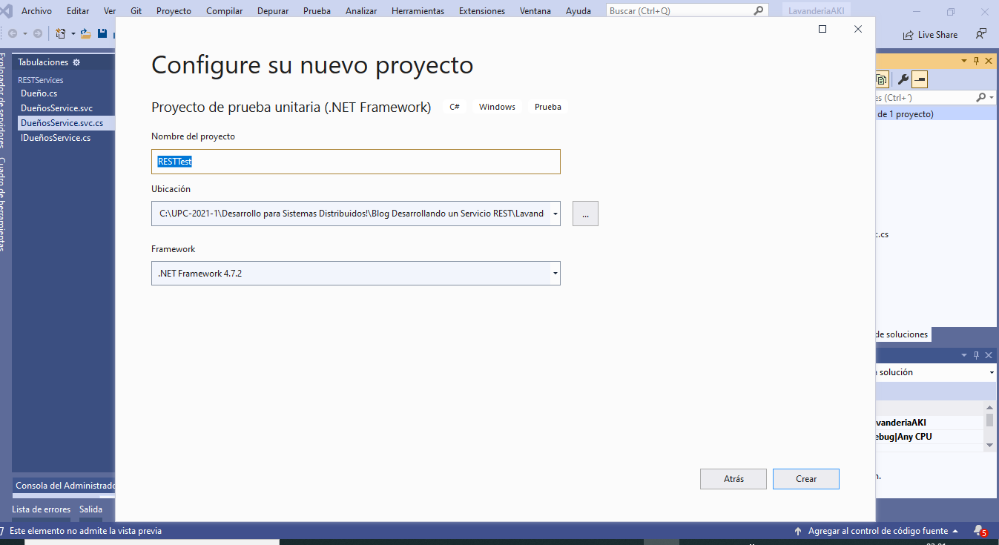 Archivo Editar Ver Git Proyecto Compilar Depurar Prueba Analizar Herramientas Extensiones Ventana Ayuda Buscar (Ctrl+Q) LavanderiaAKI
Live Share
Explorador de servidores
Cuadro de herramientas
Tabulaciones
RESTServices
Dueño.cs
DueñosService.svc
DueñosService.svc.cs
IDueñosService.cs
Configure su nuevo proyecto
Proyecto de prueba unitaria (.NET Framework) C# Windows Prueba
Nombre del proyecto
RESTTest
Ubicación
C:\UPC-2021-1\Desarrollo para Sistemas Distribuidos!\Blog Desarrollando un Servicio REST\Lavand
...
Framework
.NET Framework 4.7.2
Atrás Crear
es (Ctrl+´)
de 1 proyecto)
c.cs
de soluciones
solución
vanderiaAKI
ebug|Any CPU
n.
Consola del Administrado
Lista de errores Salida
Este elemento no admite la vista previa
Agregar al control de código fuente
5